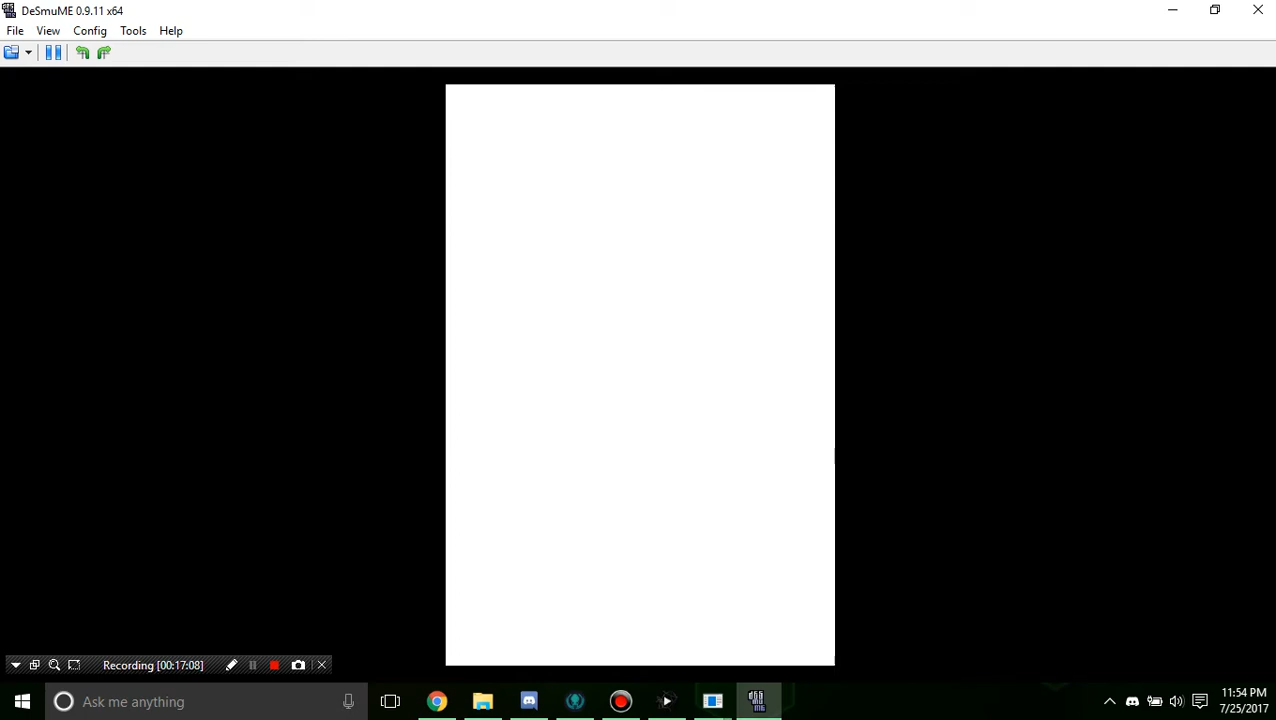 DeSmuME 0.9.11 x64
File View Config Tools Help
Recording [00:17:08]
Ask me anything
11:54 PM
7/25/2017